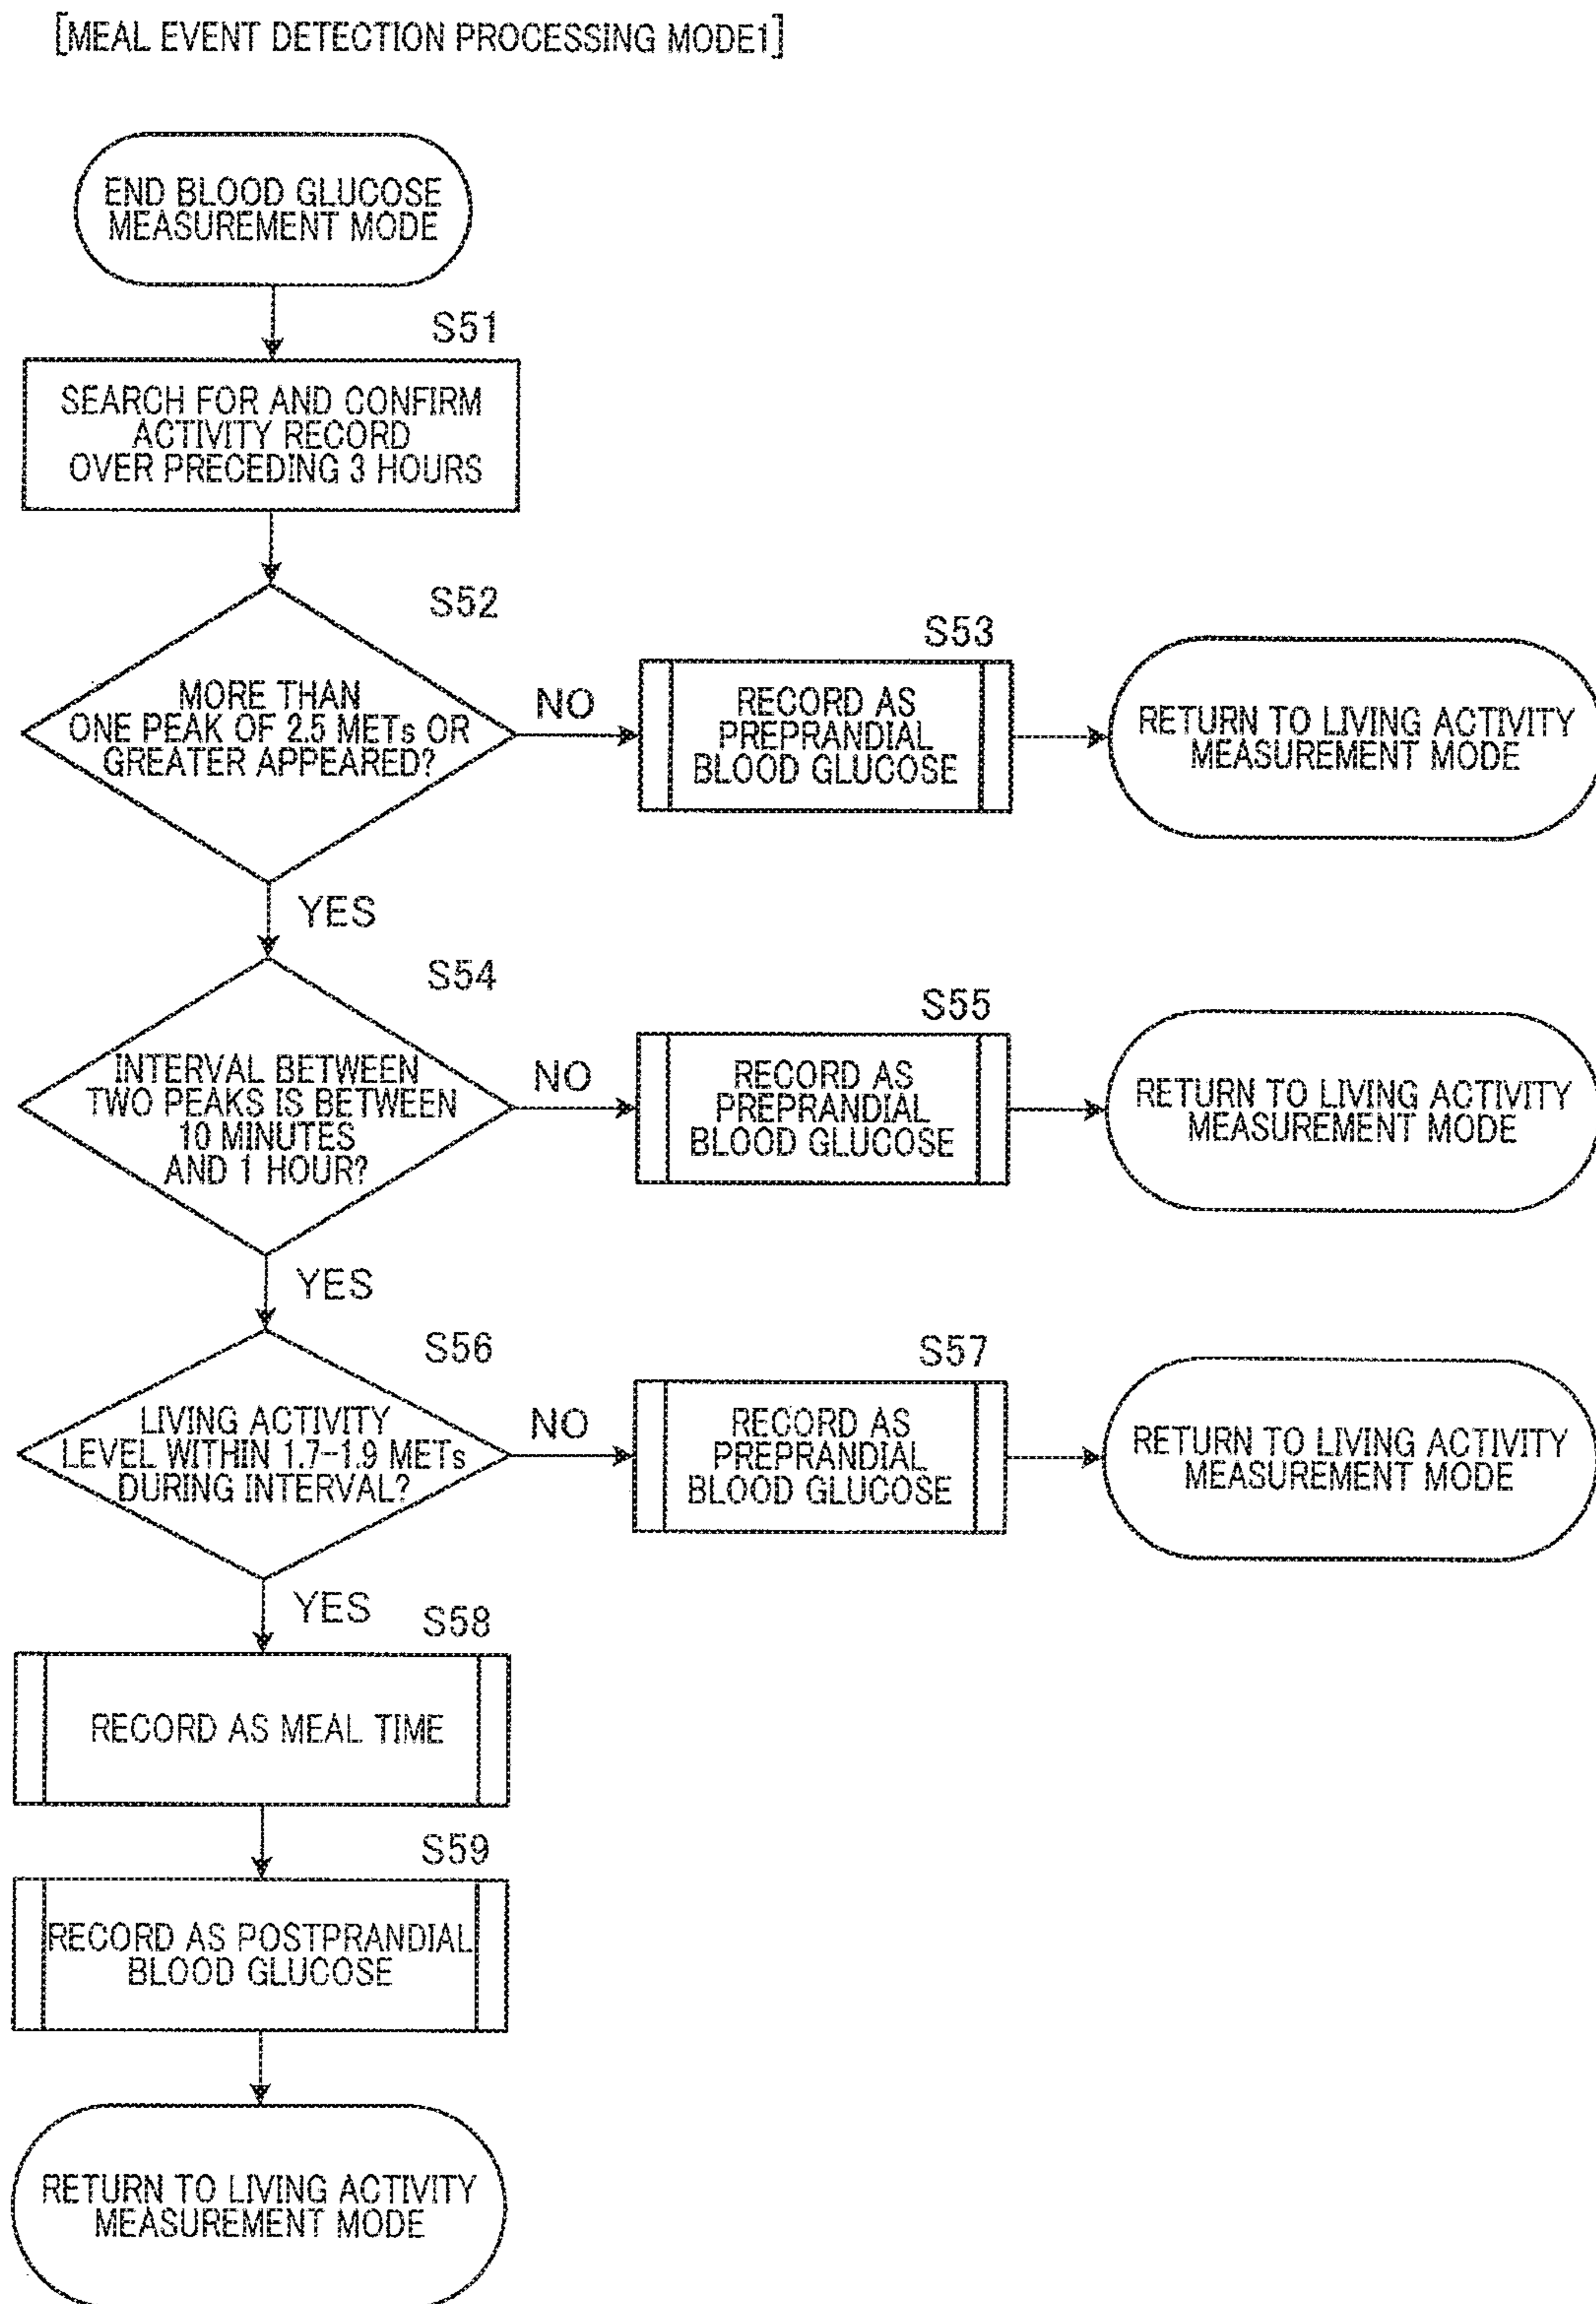 [MEAL EVENT DETECTION PROCESSING MODE1]
END BLOOD GLUCOSE
MEASUREMENT MODE
S51
SEARCH FOR AND CONFIRM
ACTIVITY RECORD
OVER PRECEDING 3 HOURS
S52
MORE THAN
ONE PEAK OF 2.5 METs OR
GREATER APPEARED?
NO
S53
RECORD AS
PREPRANDIAL
BLOOD GLUCOSE
RETURN TO LIVING ACTIVITY
MEASUREMENT MODE
YES
S54
INTERVAL BETWEEN
TWO PEAKS IS BETWEEN
10 MINUTES
AND 1 HOUR?
NO
S55
RECORD AS
PREPRANDIAL
BLOOD GLUCOSE
RETURN TO LIVING ACTIVITY
MEASUREMENT MODE
YES
S56
LIVING ACTIVITY
LEVEL WITHIN 1.7-1.9 METs
DURING INTERVAL?
NO
S57
RECORD AS
PREPRANDIAL
BLOOD GLUCOSE
RETURN TO LIVING ACTIVITY
MEASUREMENT MODE
YES
S58
RECORD AS MEAL TIME
S59
RECORD AS POSTPRANDIAL
BLOOD GLUCOSE
RETURN TO LIVING ACTIVITY
MEASUREMENT MODE